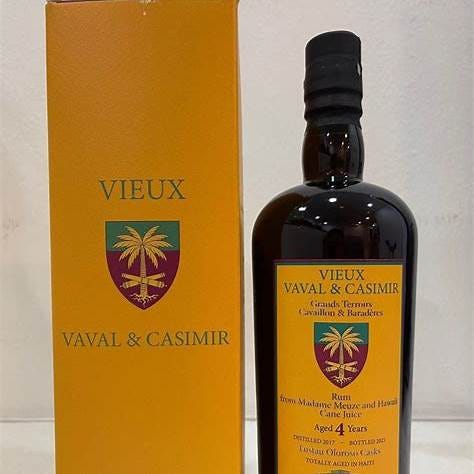 VIEUX
VAVAL & CASIMIR
VIEUX
VAVAL & CASIMIR
Grands Terroirs
Cavaillon & Baradères
Rum
from Madame Meuze and Hawaii
Cane Juice
Aged 4 Years
DISTILLED 2017 - BOTTLED 2021
Lustau Oloroso Casks
TOTALLY AGED IN HAITI